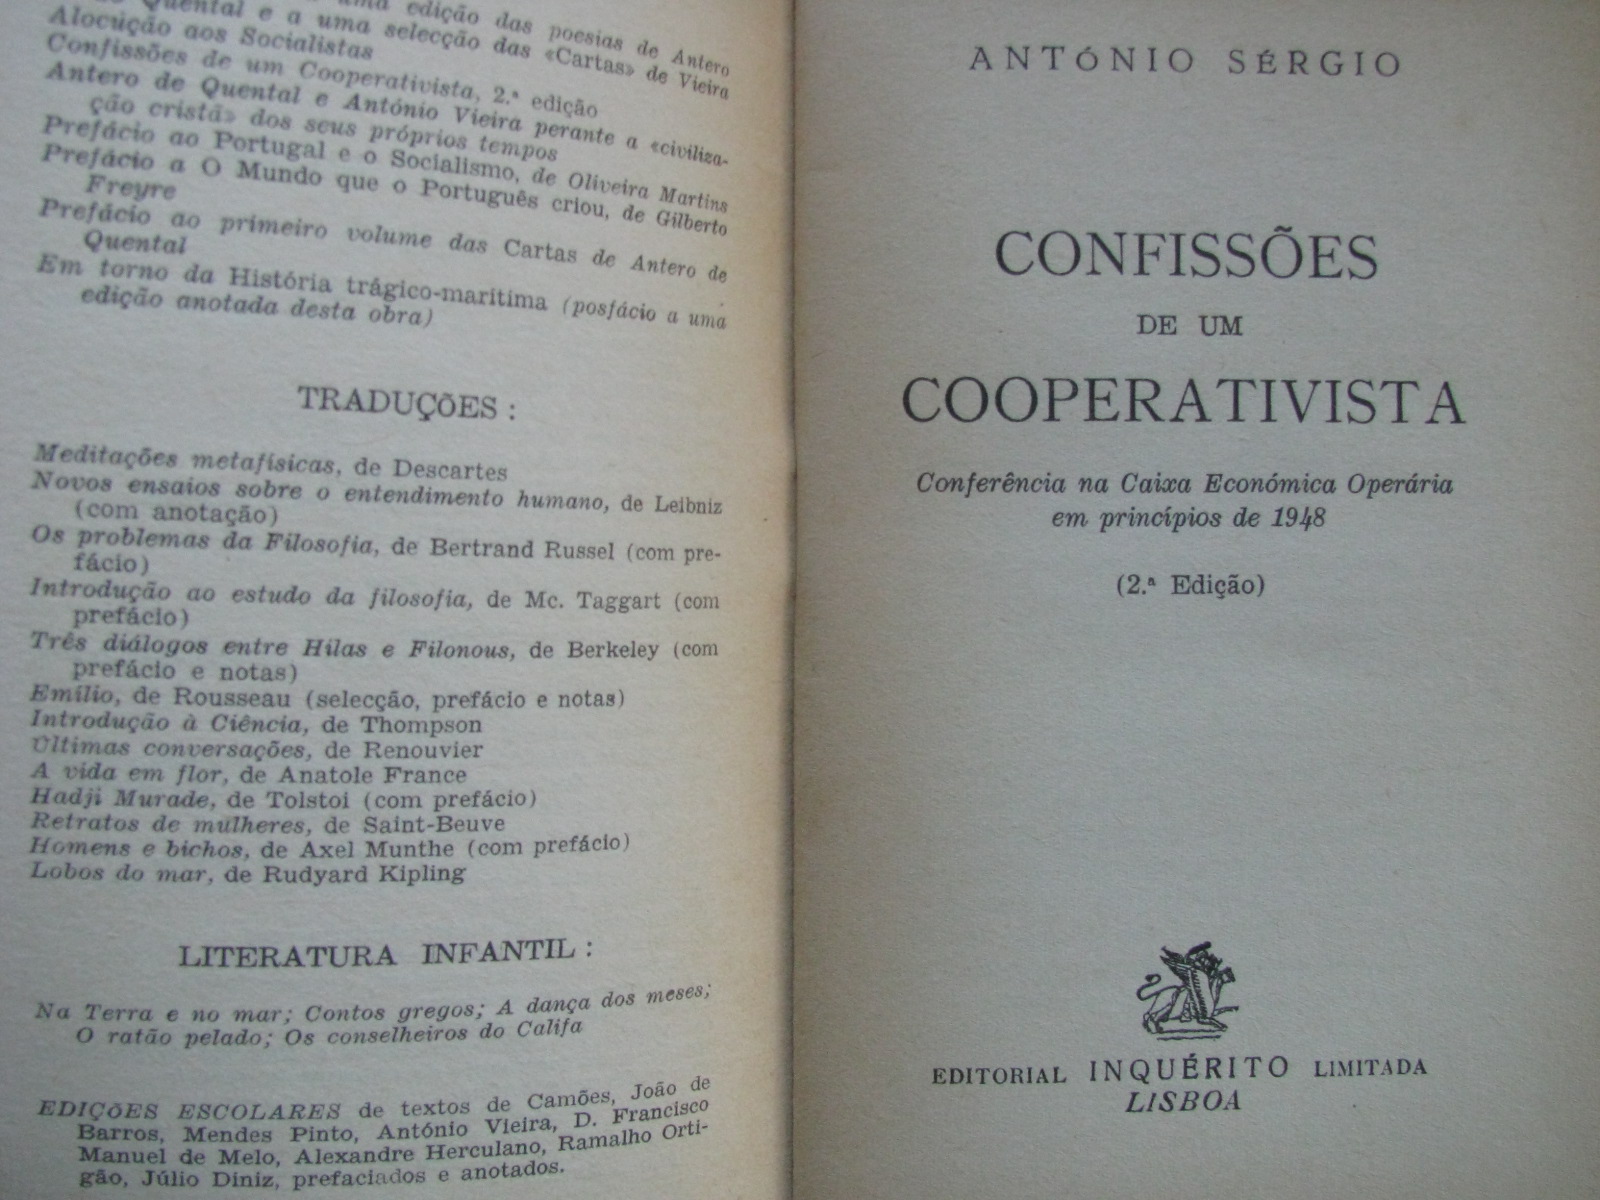 Quental e a uma selecção das «Cartas» de Vieira
uma edição das poesias de Antero
Alocução aos Socialistas
Confissões de um Cooperativista, 2.ª edição
Antero de Quental e António Vieira perante a «civiliza-
ção cristã» dos seus próprios tempos
Prefácio ao Portugal e o Socialismo, de Oliveira Martins
Prefácio a O Mundo que o Português criou, de Gilberto
Freyre
Prefácio ao primeiro volume das Cartas de Antero de
Quental
Em torno da História trágico-marítima (posfácio a uma
edição anotada desta obra)
TRADUÇÕES:
Meditações metafísicas, de Descartes
Novos ensaios sobre o entendimento humano, de Leibniz
(com anotação)
Os problemas da Filosofia, de Bertrand Russel (com pre-
fácio)
Introdução ao estudo da filosofia, de Mc. Taggart (com
prefácio)
Três diálogos entre Hilas e Filonous, de Berkeley (com
prefácio e notas)
Emílio, de Rousseau (selecção, prefácio e notas)
Introdução à Ciência, de Thompson
Últimas conversações, de Renouvier
A vida em flor, de Anatole France
Hadji Murade, de Tolstoi (com prefácio)
Retratos de mulheres, de Saint-Beuve
Homens e bichos, de Axel Munthe (com prefácio)
Lobos do mar, de Rudyard Kipling
LITERATURA INFANTIL:
Na Terra e no mar; Contos gregos; A dança dos meses;
O ratão pelado; Os conselheiros do Califa
EDIÇÕES ESCOLARES de textos de Camões, João de
Barros, Mendes Pinto, António Vieira, D. Francisco
Manuel de Melo, Alexandre Herculano, Ramalho Orti-
gão, Júlio Diniz, prefaciados e anotados.
ANTÓNIO SÉRGIO
CONFISSÕES
DE UM
COOPERATIVISTA
Conferência na Caixa Económica Operária
em princípios de 1948
(2.ª Edição)
EDITORIAL INQUÉRITO LIMITADA
LISBOA